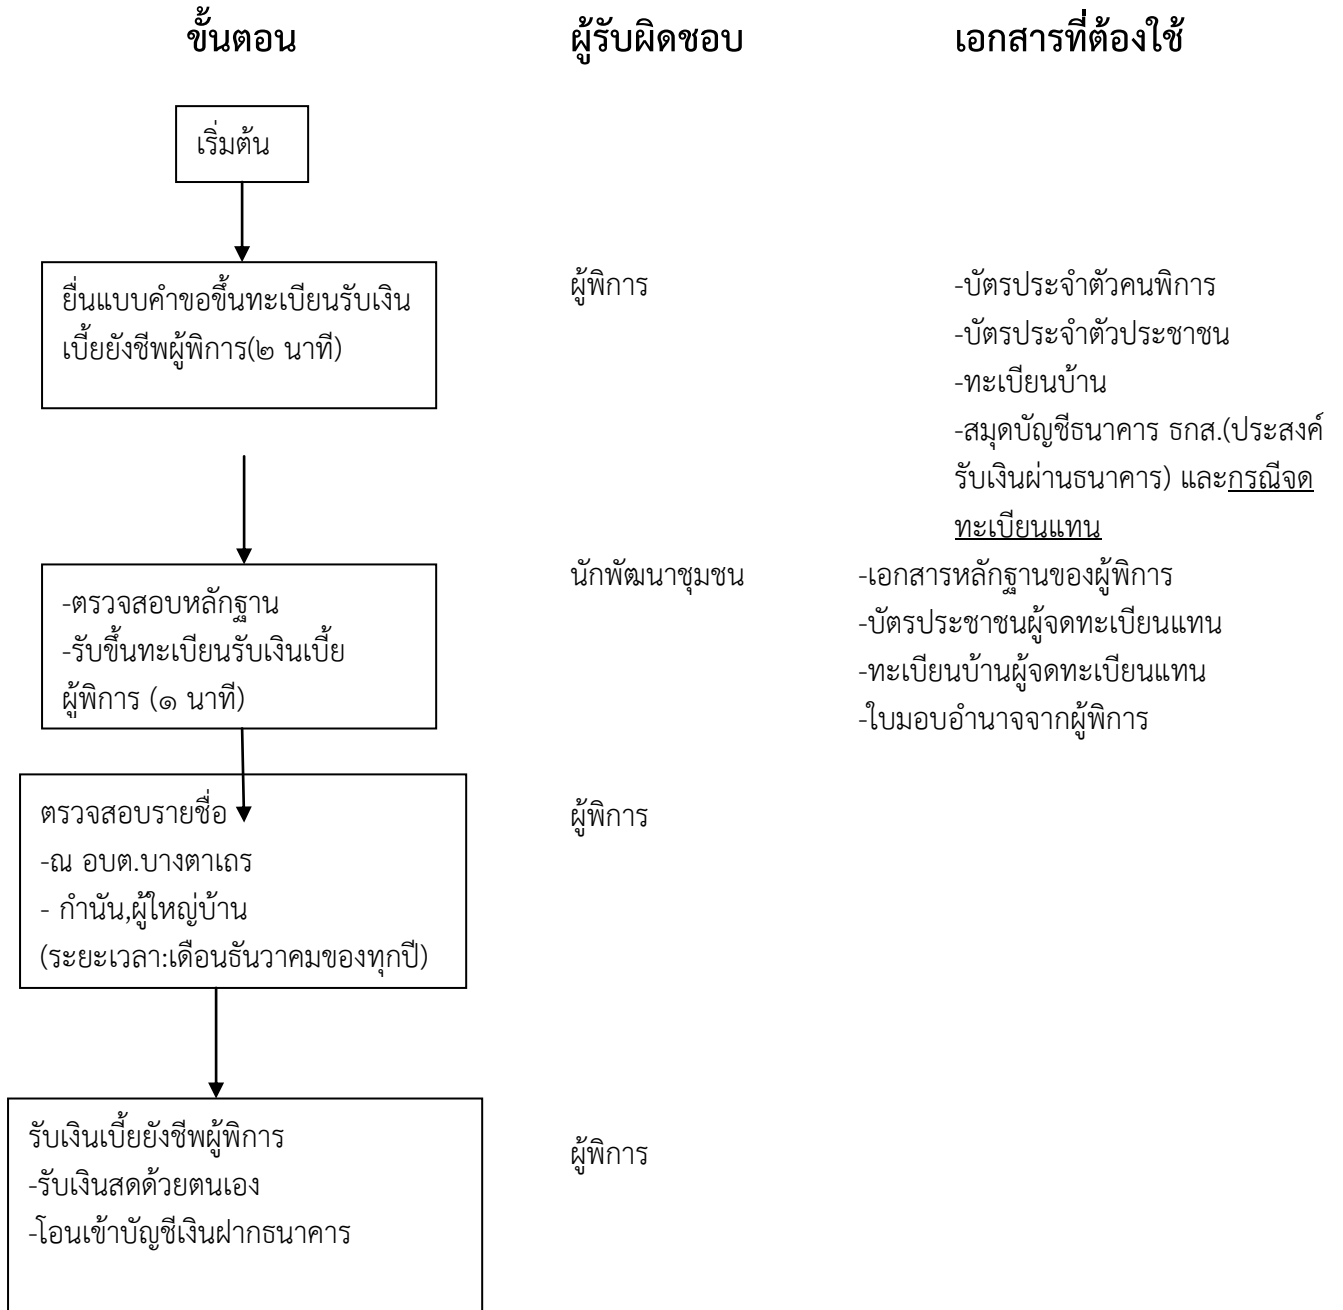 ขั้นตอน ผู้รับผิดชอบ เอกสารที่ต้องใช้
เริ่มต้น
ยื่นแบบคำขอขึ้นทะเบียนรับเงิน
เบี้ยยังชีพผู้พิการ(๒ นาที)
ผู้พิการ
-บัตรประจำตัวคนพิการ
-บัตรประจำตัวประชาชน
-ทะเบียนบ้าน
-สมุดบัญชีธนาคาร ธกส.(ประสงค์
รับเงินผ่านธนาคาร) และกรณีจด
ทะเบียนแทน
-ตรวจสอบหลักฐาน
-รับขึ้นทะเบียนรับเงินเบี้ย
ผู้พิการ (๑ นาที)
นักพัฒนาชุมชน
-เอกสารหลักฐานของผู้พิการ
-บัตรประชาชนผู้จดทะเบียนแทน
-ทะเบียนบ้านผู้จดทะเบียนแทน
-ใบมอบอำนาจจากผู้พิการ
ตรวจสอบรายชื่อ
-ณ อบต.บางตาเถร
- กำนัน,ผู้ใหญ่บ้าน
(ระยะเวลา:เดือนธันวาคมของทุกปี)
ผู้พิการ
รับเงินเบี้ยยังชีพผู้พิการ
-รับเงินสดด้วยตนเอง
-โอนเข้าบัญชีเงินฝากธนาคาร
ผู้พิการ